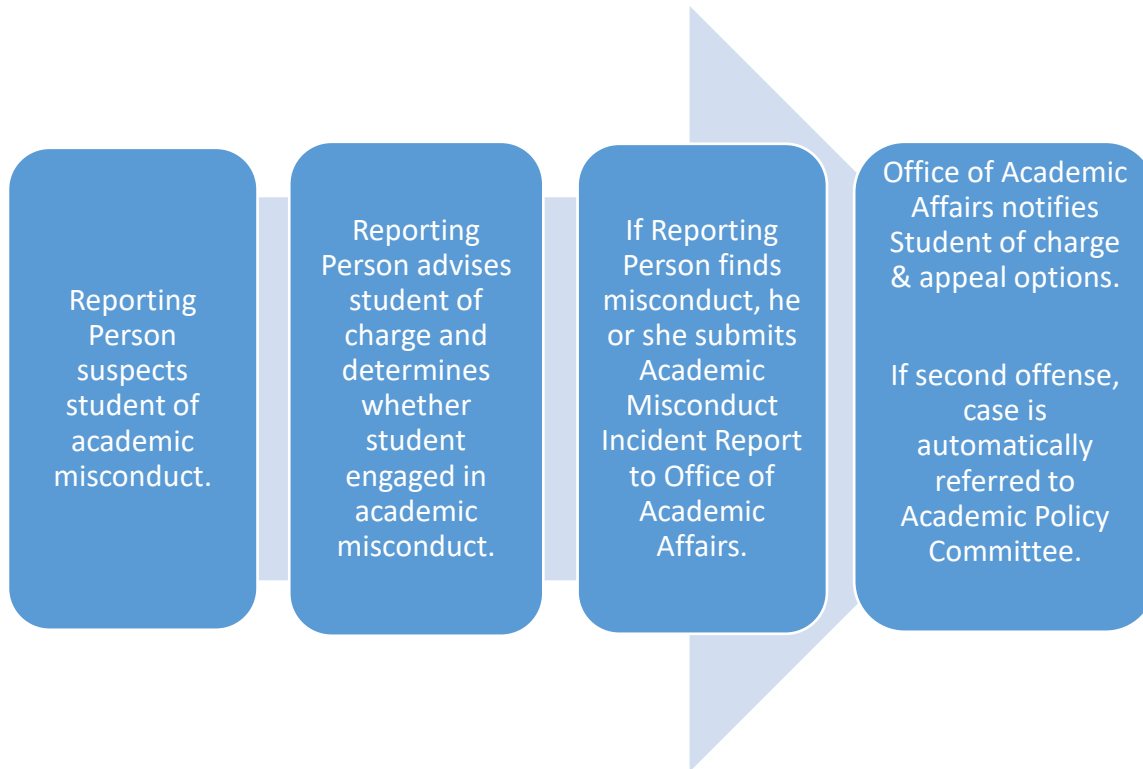 Reporting
Person
suspects
student of
academic
misconduct.
Reporting
Person advises
student of
charge and
determines
whether
student
engaged in
academic
misconduct.
If Reporting
Person finds
misconduct, he
or she submits
Academic
Misconduct
Incident Report
to Office of
Academic
Affairs.
Office of Academic
Affairs notifies
Student of charge
& appeal options.
If second offense,
case is
automatically
referred to
Academic Policy
Committee.